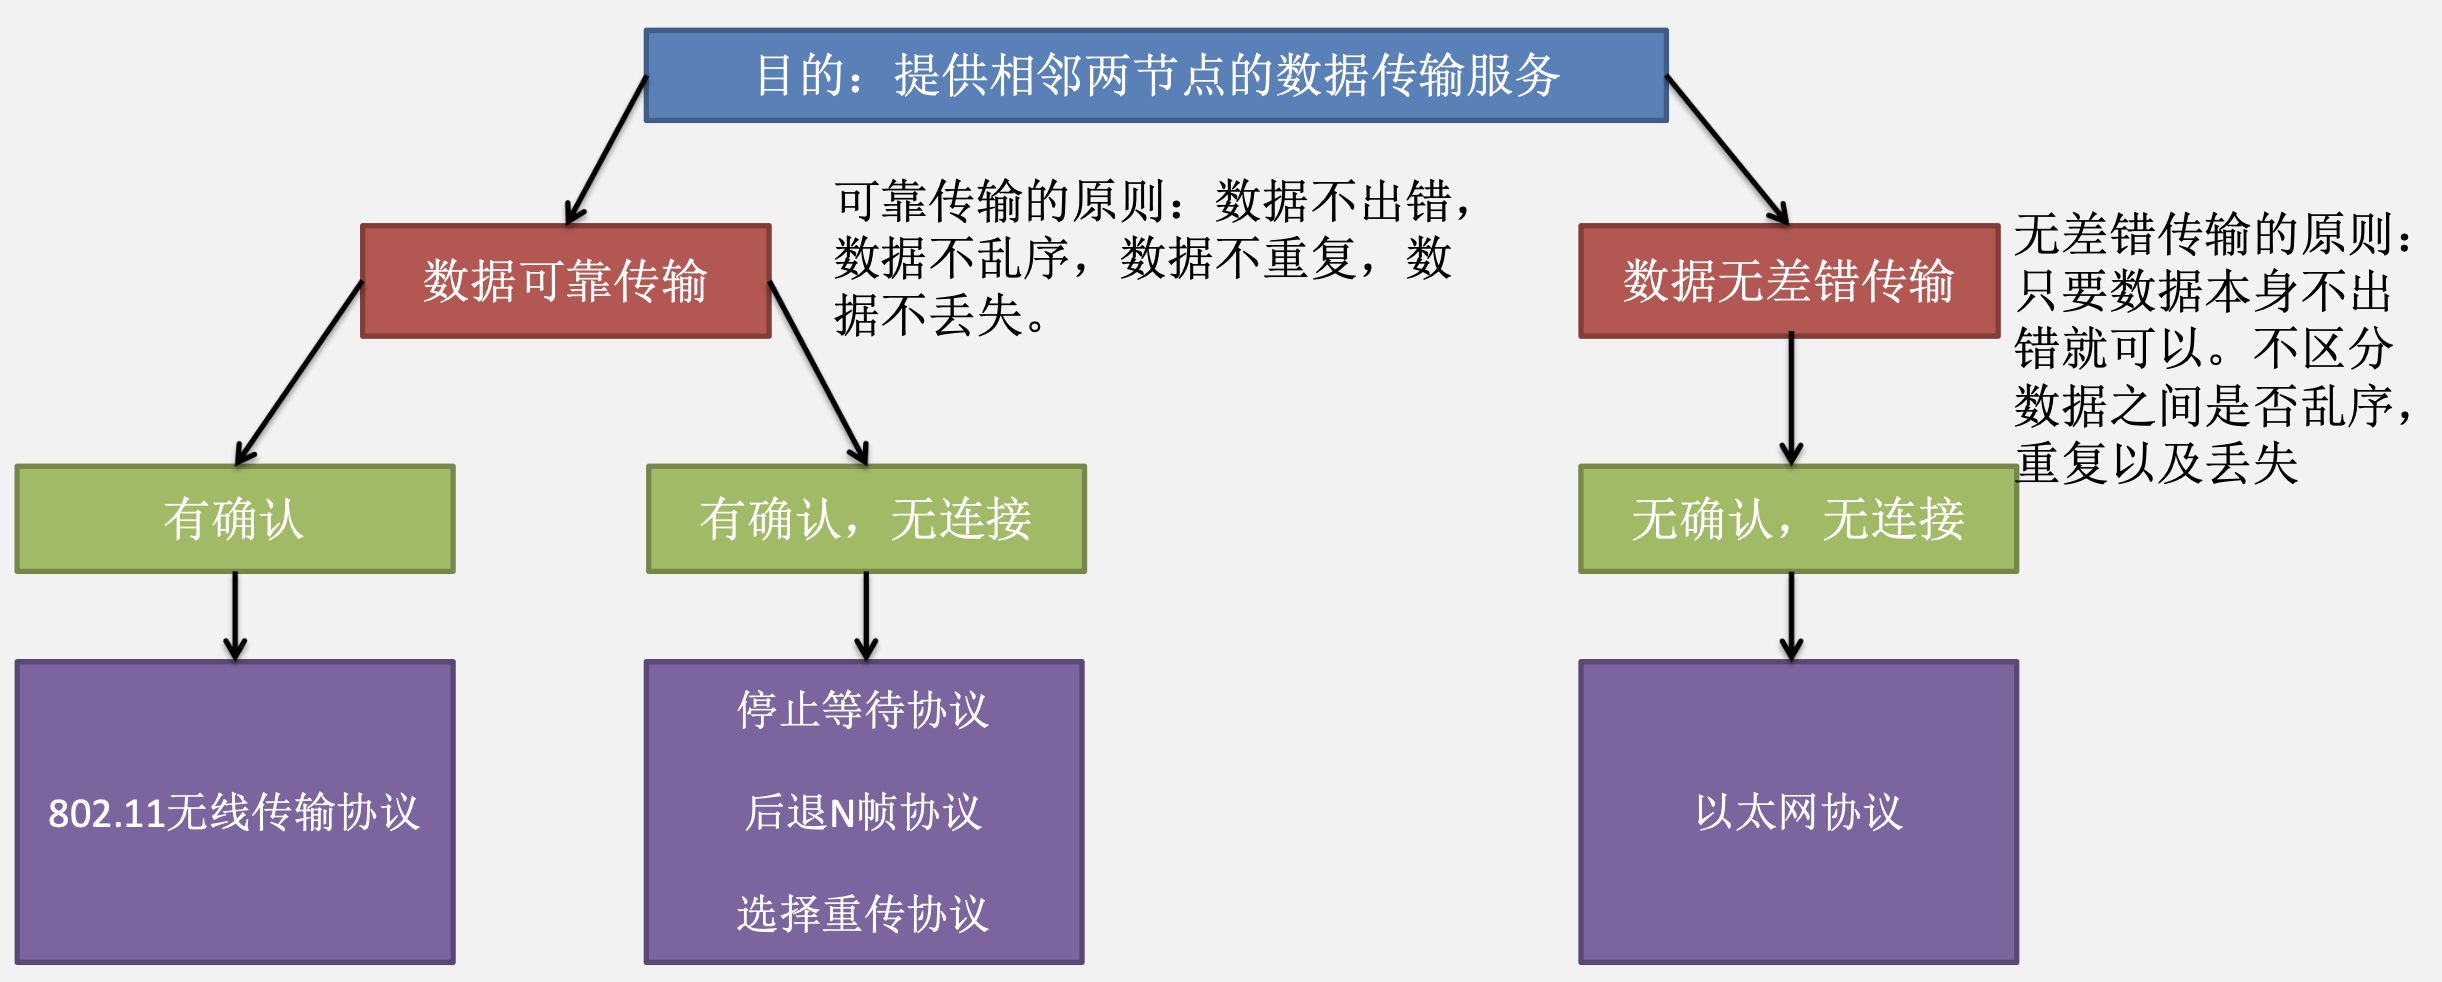 目的：提供相邻两节点的数据传输服务
可靠传输的原则：数据不出错，
数据不乱序，数据不重复，数
据不丢失。
数据可靠传输
数据无差错传输
无差错传输的原则：
只要数据本身不出
错就可以。不区分
数据之间是否乱序，
重复以及丢失
有确认
有确认，无连接
无确认，无连接
802.11无线传输协议
停止等待协议
后退N帧协议
选择重传协议
以太网协议